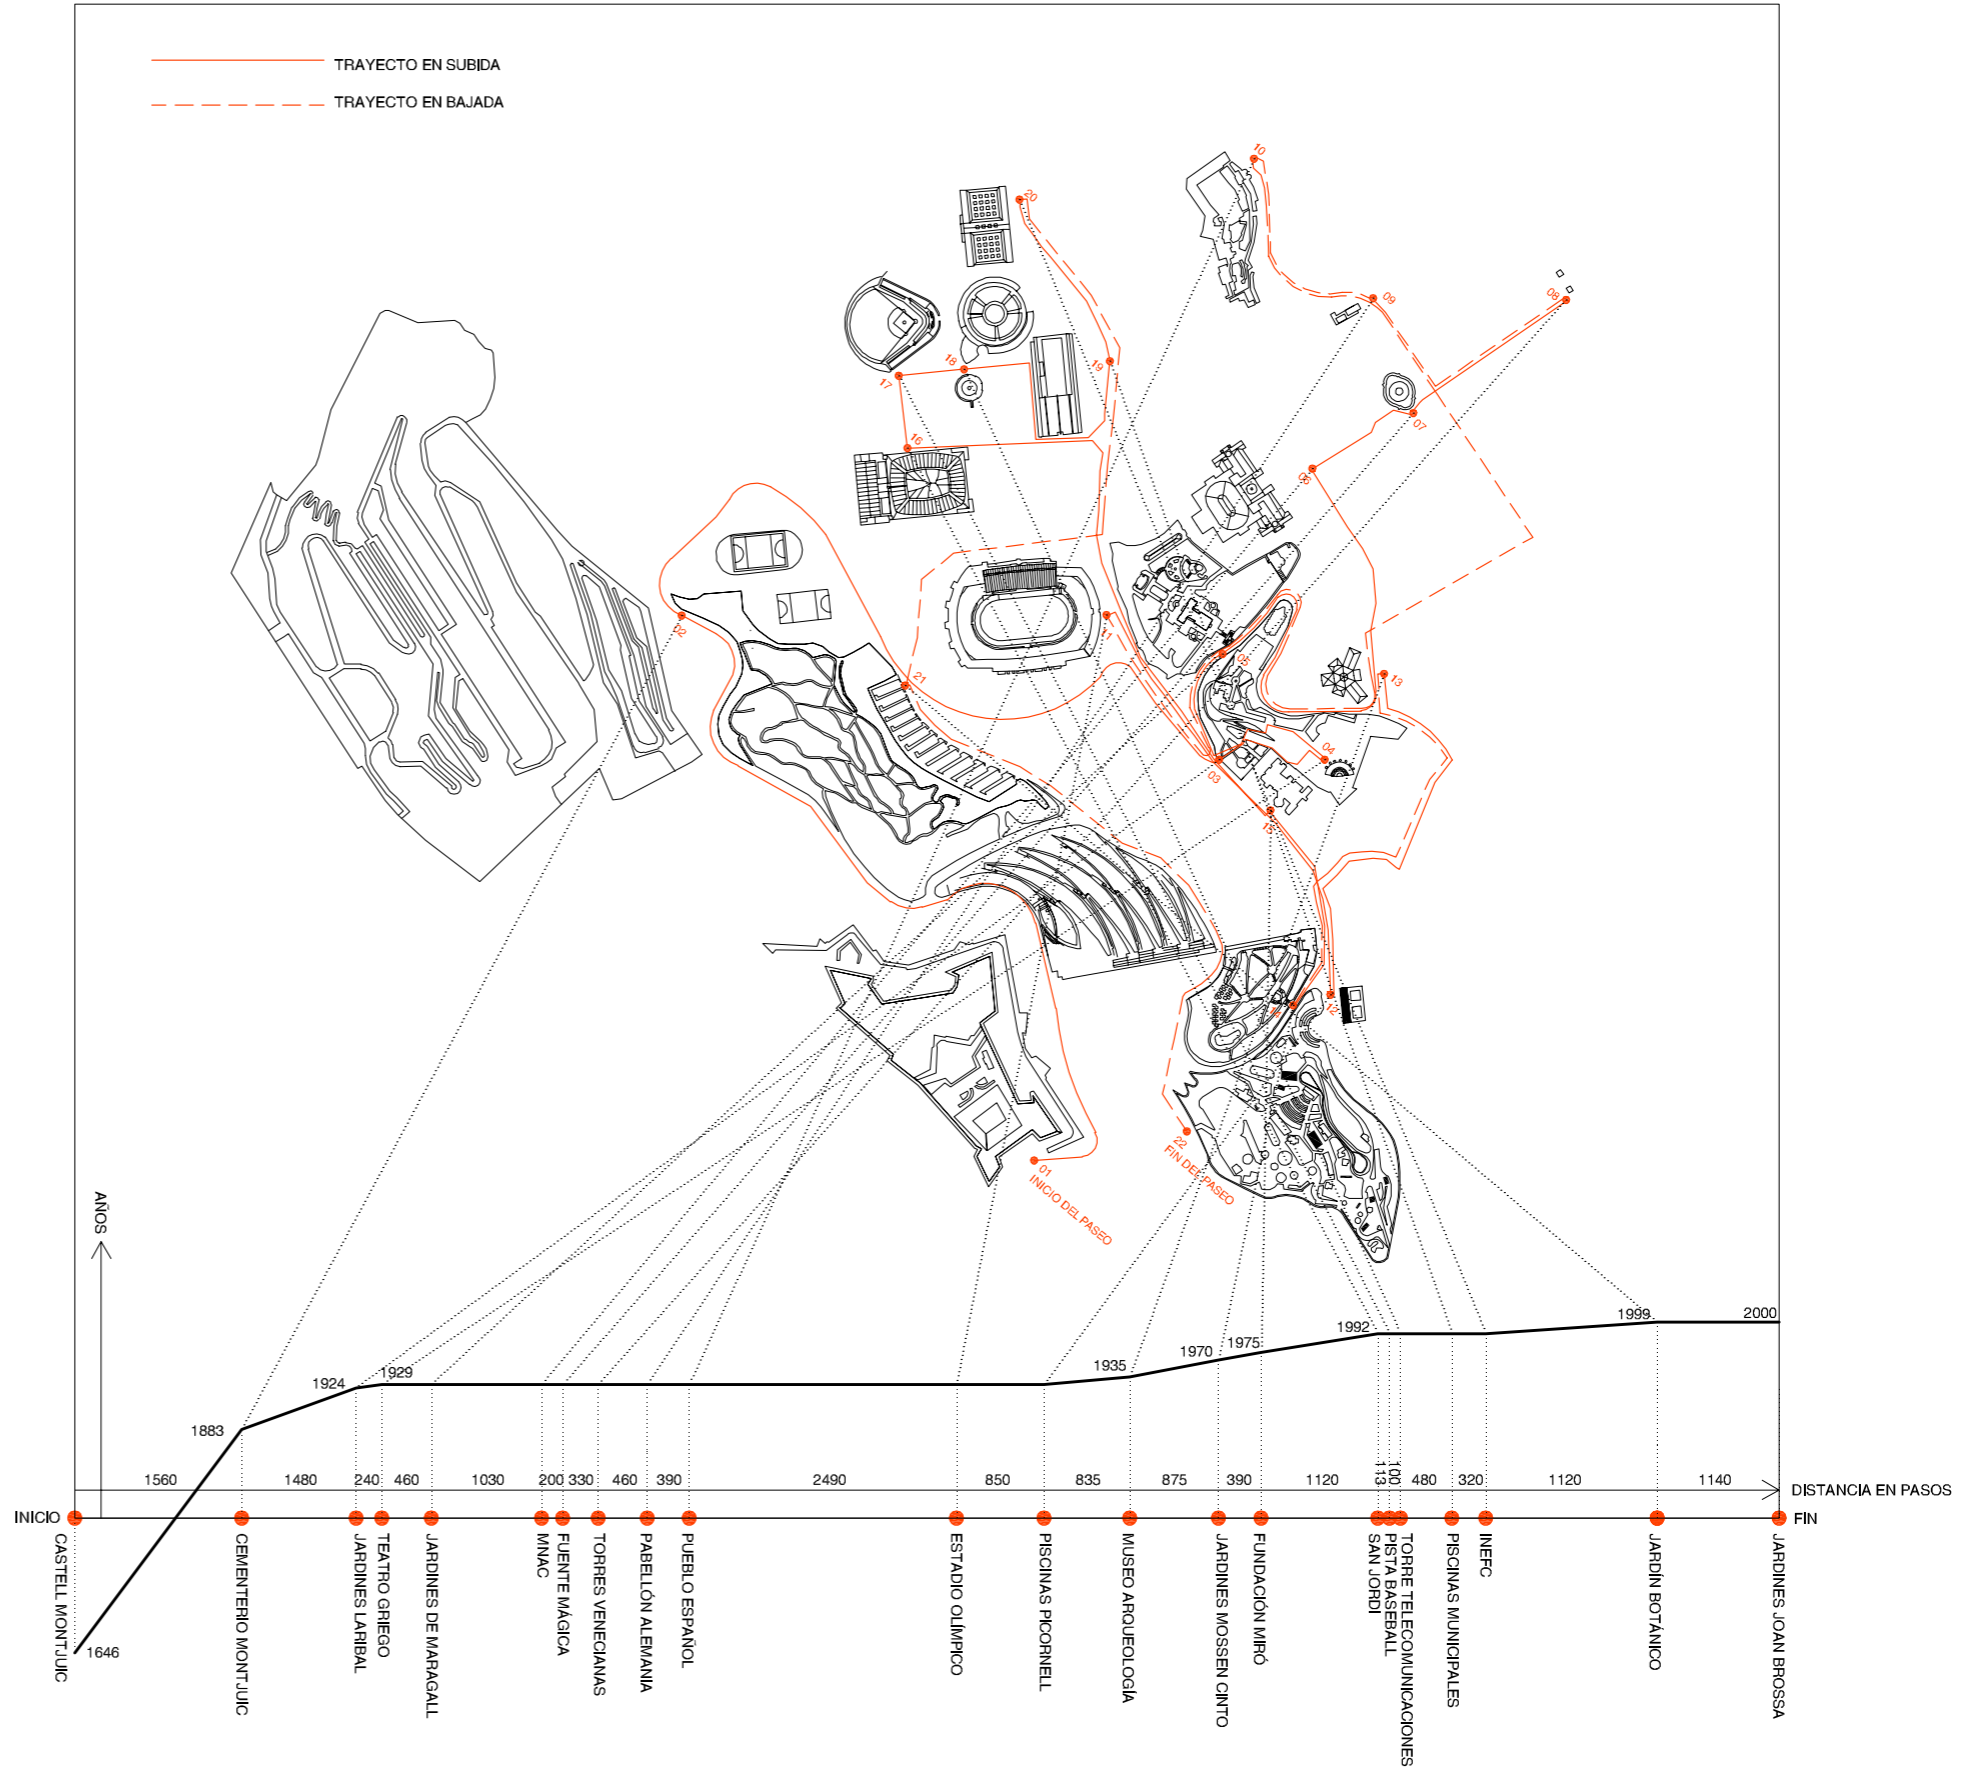 TRAYECTO EN SUBIDA
TRAYECTO EN BAJADA
10
20
09
08
19
18
17
07
16
06
02
11
05
21
13
04
03
15
14
12
22
FIN DEL PASEO
01
INICIO DEL PASEO
AÑOS
1646
1883
1924
1929
1935
1970
1975
1992
1999
2000
1560
1480
240
460
1030
200
330
460
390
2490
850
835
875
390
1120
113
100
480
320
1120
1140
DISTANCIA EN PASOS
INICIO
FIN
CASTELL MONTJUIC
CEMENTERIO MONTJUIC
JARDINES LARIBAL
TEATRO GRIEGO
JARDINES DE MARAGALL
MNAC
FUENTE MÁGICA
TORRES VENECIANAS
PABELLÓN ALEMANIA
PUEBLO ESPAÑOL
ESTADIO OLÍMPICO
PISCINAS PICORNELL
MUSEO ARQUEOLOGÍA
JARDINES MOSSEN CINTO
FUNDACIÓN MIRÓ
SAN JORDI
PISTA BASEBALL
TORRE TELECOMUNICACIONES
PISCINAS MUNICIPALES
INEFC
JARDÍN BOTÁNICO
JARDINES JOAN BROSSA